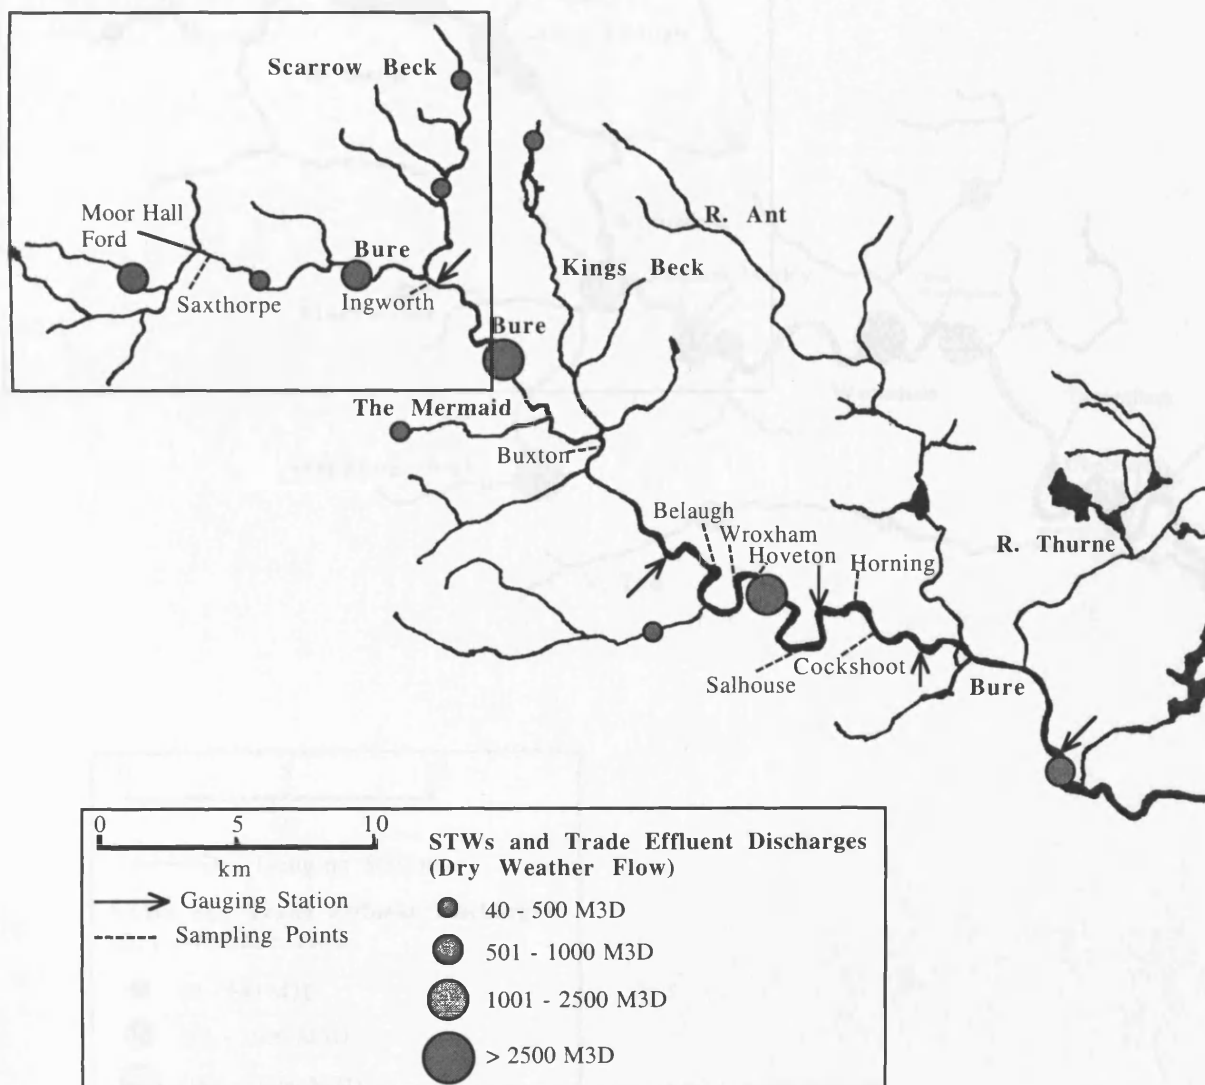 Scarrow Beck
Moor Hall
Ford
Bure
Saxthorpe
Ingworth
R. Ant
Kings Beck
Bure
The Mermaid
Buxton
Belaugh
Wroxham
Hoveton
Horning
R. Thurne
Cockshoot
Salhouse
Bure
0 5 10
km
Gauging Station
Sampling Points
STWs and Trade Effluent Discharges
(Dry Weather Flow)
40 - 500 M3D
501 - 1000 M3D
1001 - 2500 M3D
> 2500 M3D